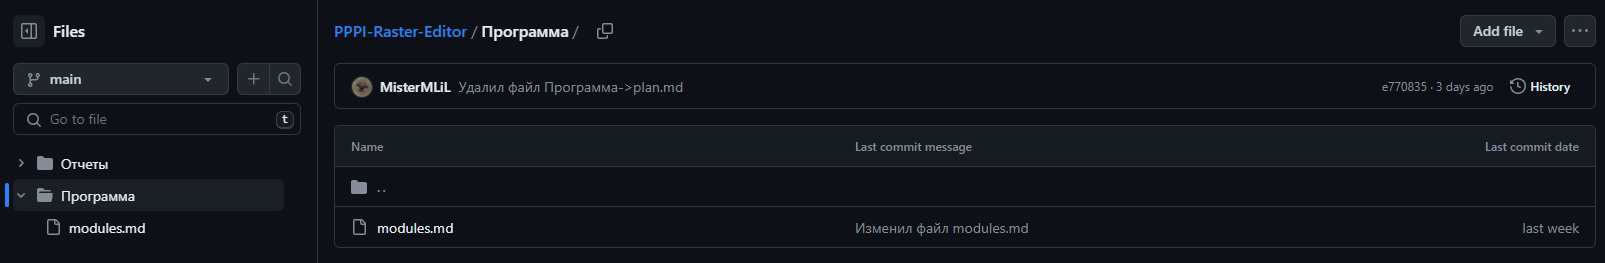 Files
main
Go to file
t
Отчеты
Программа
modules.md
PPPI-Raster-Editor / Программа /
Add file
MisterMLiL Удалил файл Программа->plan.md
e770835 · 3 days ago
History
Name Last commit message Last commit date
..
modules.md Изменил файл modules.md last week